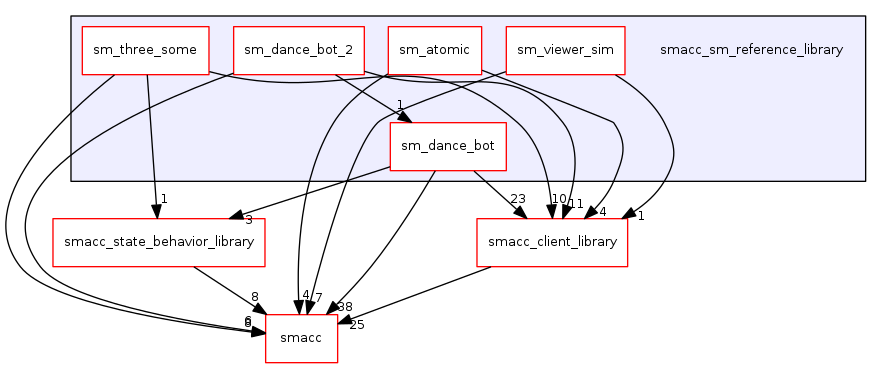 sm_three_some
sm_dance_bot_2
sm_atomic
sm_viewer_sim
smacc_sm_reference_library
1
sm_dance_bot
1
3
23
10
11
4
1
smacc_state_behavior_library
smacc_client_library
8
4
7
38
25
6
smacc